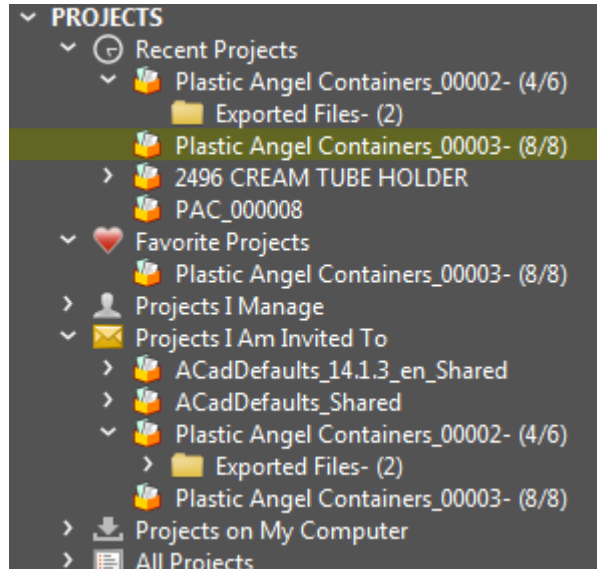 PROJECTS
Recent Projects
Plastic Angel Containers_00002- (4/6)
Exported Files- (2)
Plastic Angel Containers_00003- (8/8)
2496 CREAM TUBE HOLDER
PAC_000008
Favorite Projects
Plastic Angel Containers_00003- (8/8)
Projects I Manage
Projects I Am Invited To
ACadDefaults_14.1.3_en_Shared
ACadDefaults_Shared
Plastic Angel Containers_00002- (4/6)
Exported Files- (2)
Plastic Angel Containers_00003- (8/8)
Projects on My Computer
All Projects